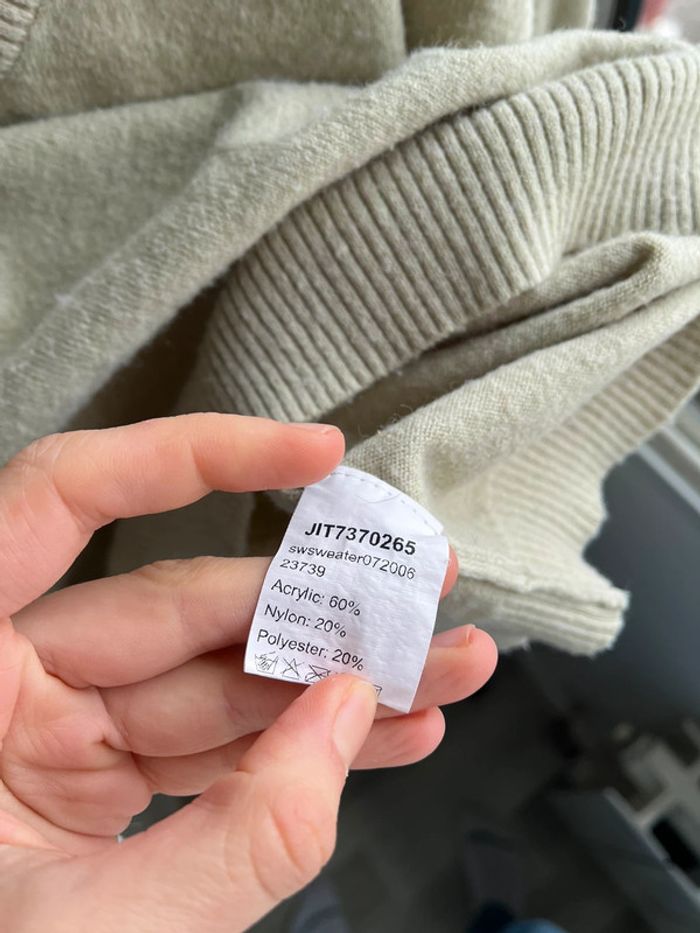 JIT7370265
swsweater072006
23739
Acrylic: 60%
Nylon: 20%
Polyester: 20%